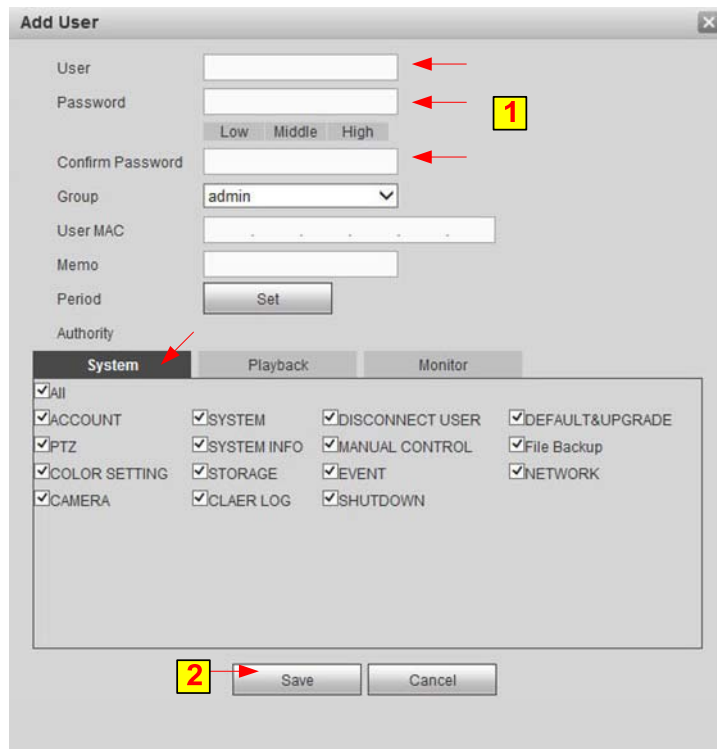 Add User
User
Password
1
Low Middle High
Confirm Password
Group admin
User MAC . . . . .
Memo
Period Set
Authority
System Playback Monitor
All
ACCOUNT SYSTEM DISCONNECT USER DEFAULT&UPGRADE
PTZ SYSTEM INFO MANUAL CONTROL File Backup
COLOR SETTING STORAGE EVENT NETWORK
CAMERA CLAER LOG SHUTDOWN
2 Save Cancel